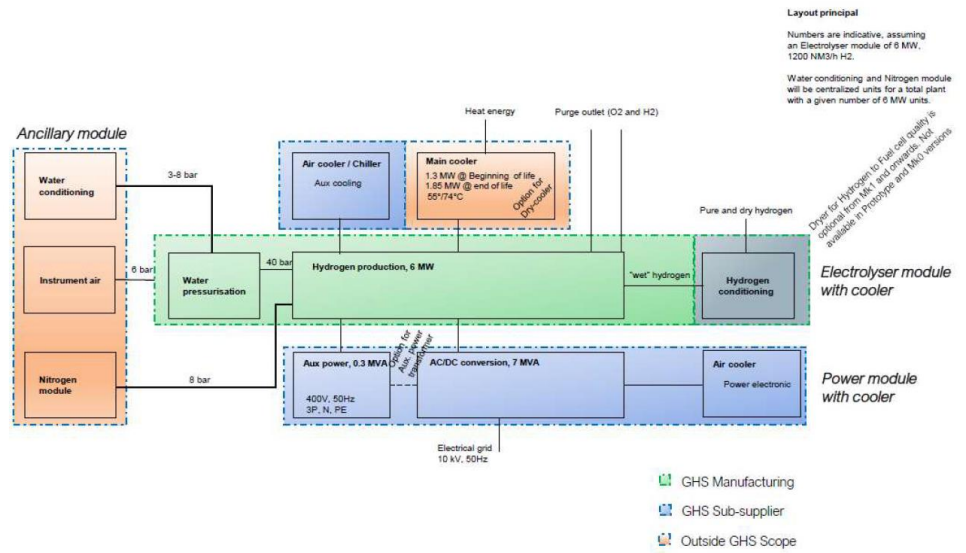 Layout principal
Numbers are indicative, assuming
an Electrolyser module of 6 MW,
1200 NM3/h H2.
Water conditioning and Nitrogen module
will be centralized units for a total plant
with a given number of 6 MW units.
Dryer for Hydrogen to Fuel cell quality is
optional from Mk1 and onwards. Not
available in Prototype and Mk0 versions
Heat energy
Purge outlet (O2 and H2)
Ancillary module
Water
conditioning
3-8 bar
Air cooler / Chiller
Aux cooling
Main cooler
1.3 MW @ Beginning of life
1.85 MW @ end of life
55°/74°C
Option for
Dry-cooler
Pure and dry hydrogen
Instrument air
6 bar
Water
pressurisation
40 bar
Hydrogen production, 6 MW
"wet" hydrogen
Hydrogen
conditioning
Electrolyser module
with cooler
Nitrogen
module
8 bar
Aux power, 0.3 MVA
400V, 50Hz
3P, N, PE
Option for
Aux. power
transformer
AC/DC conversion, 7 MVA
Air cooler
Power electronic
Power module
with cooler
Electrical grid
10 kV, 50Hz
GHS Manufacturing
GHS Sub-supplier
Outside GHS Scope